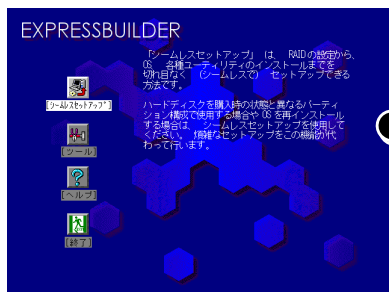 EXPRESSBUILDER
「シームレスセットアップ」 は、 RAIDの設定から、
OS、 各種ユーティリティのインストールまでを
切れ目なく (シームレスで) セットアップできる
方法です。
[シームレスセットアップ]
ハードディスクを購入時の状態と異なるパーティ
ション構成で使用する場合や OSを再インストール
する場合は、 シームレスセットアップを使用して
ください。 煩雑なセットアップをこの機能が代
わって行います。
[ツール]
[ヘルプ]
[終了]